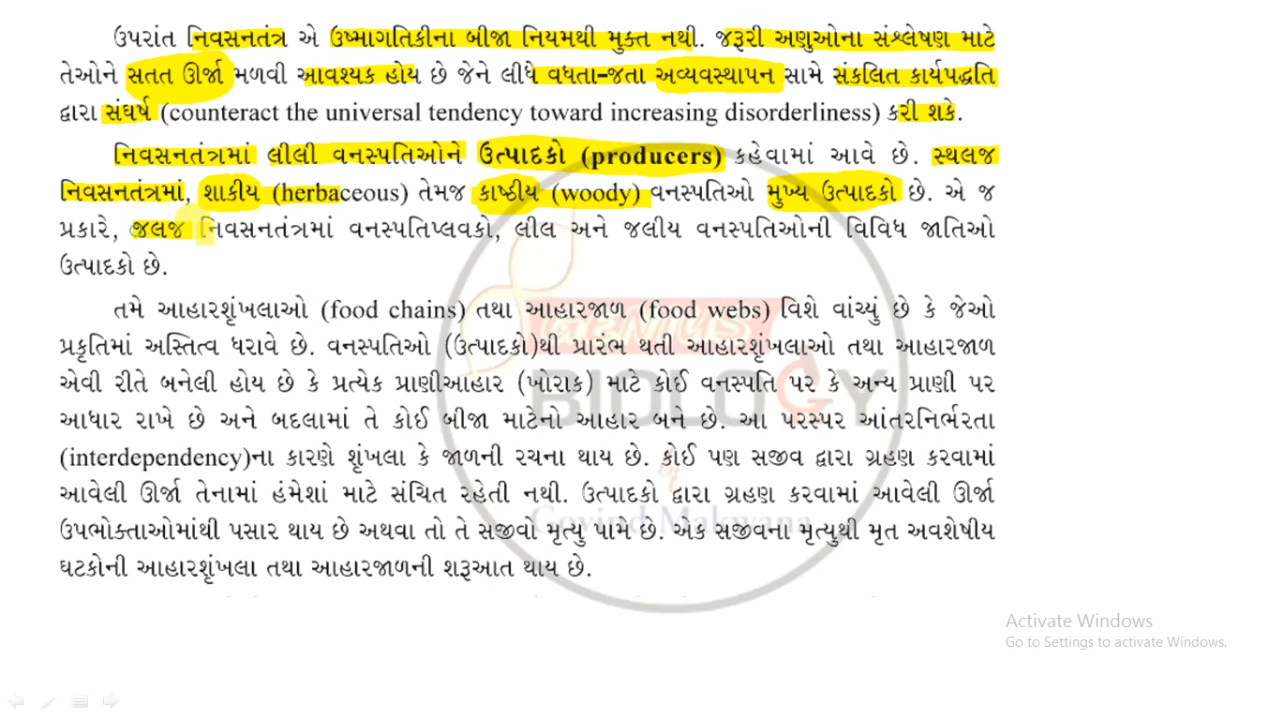 ઉપરાંત નિવસનતંત્ર એ ઉષ્માગતિકીના બીજા નિયમથી મુક્ત નથી. જરૂરી અણુઓના સંશ્લેષણ માટે
તેઓને સતત ઊર્જા મળવી આવશ્યક હોય છે જેને લીધે વધતા-જતા અવ્યવસ્થાપન સામે સંકલિત કાર્યપદ્ધતિ
દ્વારા સંઘર્ષ (counteract the universal tendency toward increasing disorderliness) કરી શકે.
નિવસનતંત્રમાં લીલી વનસ્પતિઓને ઉત્પાદકો (producers) કહેવામાં આવે છે. સ્થલજ
નિવસનતંત્રમાં, શાકીય (herbaceous) તેમજ કાષ્ઠીય (woody) વનસ્પતિઓ મુખ્ય ઉત્પાદકો છે. એ જ
પ્રકારે, જલજ નિવસનતંત્રમાં વનસ્પતિપ્લવકો, લીલ અને જલીય વનસ્પતિઓની વિવિધ જાતિઓ
ઉત્પાદકો છે.
તમે આહારશૃંખલાઓ (food chains) તથા આહારજાળ (food webs) વિશે વાંચ્યું છે કે જેઓ
પ્રકૃતિમાં અસ્તિત્વ ધરાવે છે. વનસ્પતિઓ (ઉત્પાદકો)થી પ્રારંભ થતી આહારશૃંખલાઓ તથા આહારજાળ
એવી રીતે બનેલી હોય છે કે પ્રત્યેક પ્રાણીઆહાર (ખોરાક) માટે કોઈ વનસ્પતિ પર કે અન્ય પ્રાણી પર
આધાર રાખે છે અને બદલામાં તે કોઈ બીજા માટેનો આહાર બને છે. આ પરસ્પર આંતરનિર્ભરતા
(interdependency)ના કારણે શૃંખલા કે જાળની રચના થાય છે. કોઈ પણ સજીવ દ્વારા ગ્રહણ કરવામાં
આવેલી ઊર્જા તેનામાં હંમેશાં માટે સંચિત રહેતી નથી. ઉત્પાદકો દ્વારા ગ્રહણ કરવામાં આવેલી ઊર્જા
ઉપભોક્તાઓમાંથી પસાર થાય છે અથવા તો તે સજીવો મૃત્યુ પામે છે. એક સજીવના મૃત્યુથી મૃત અવશેષીય
ઘટકોની આહારશૃંખલા તથા આહારજાળની શરૂઆત થાય છે.
BIOLOGY
Govind Makwana
Activate Windows
Go to Settings to activate Windows.